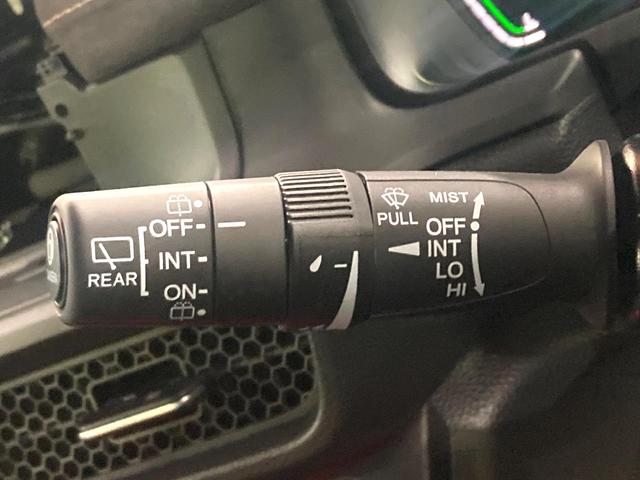 REAR
OFF
INT
ON
PULL
MIST
OFF
INT
LO
HI